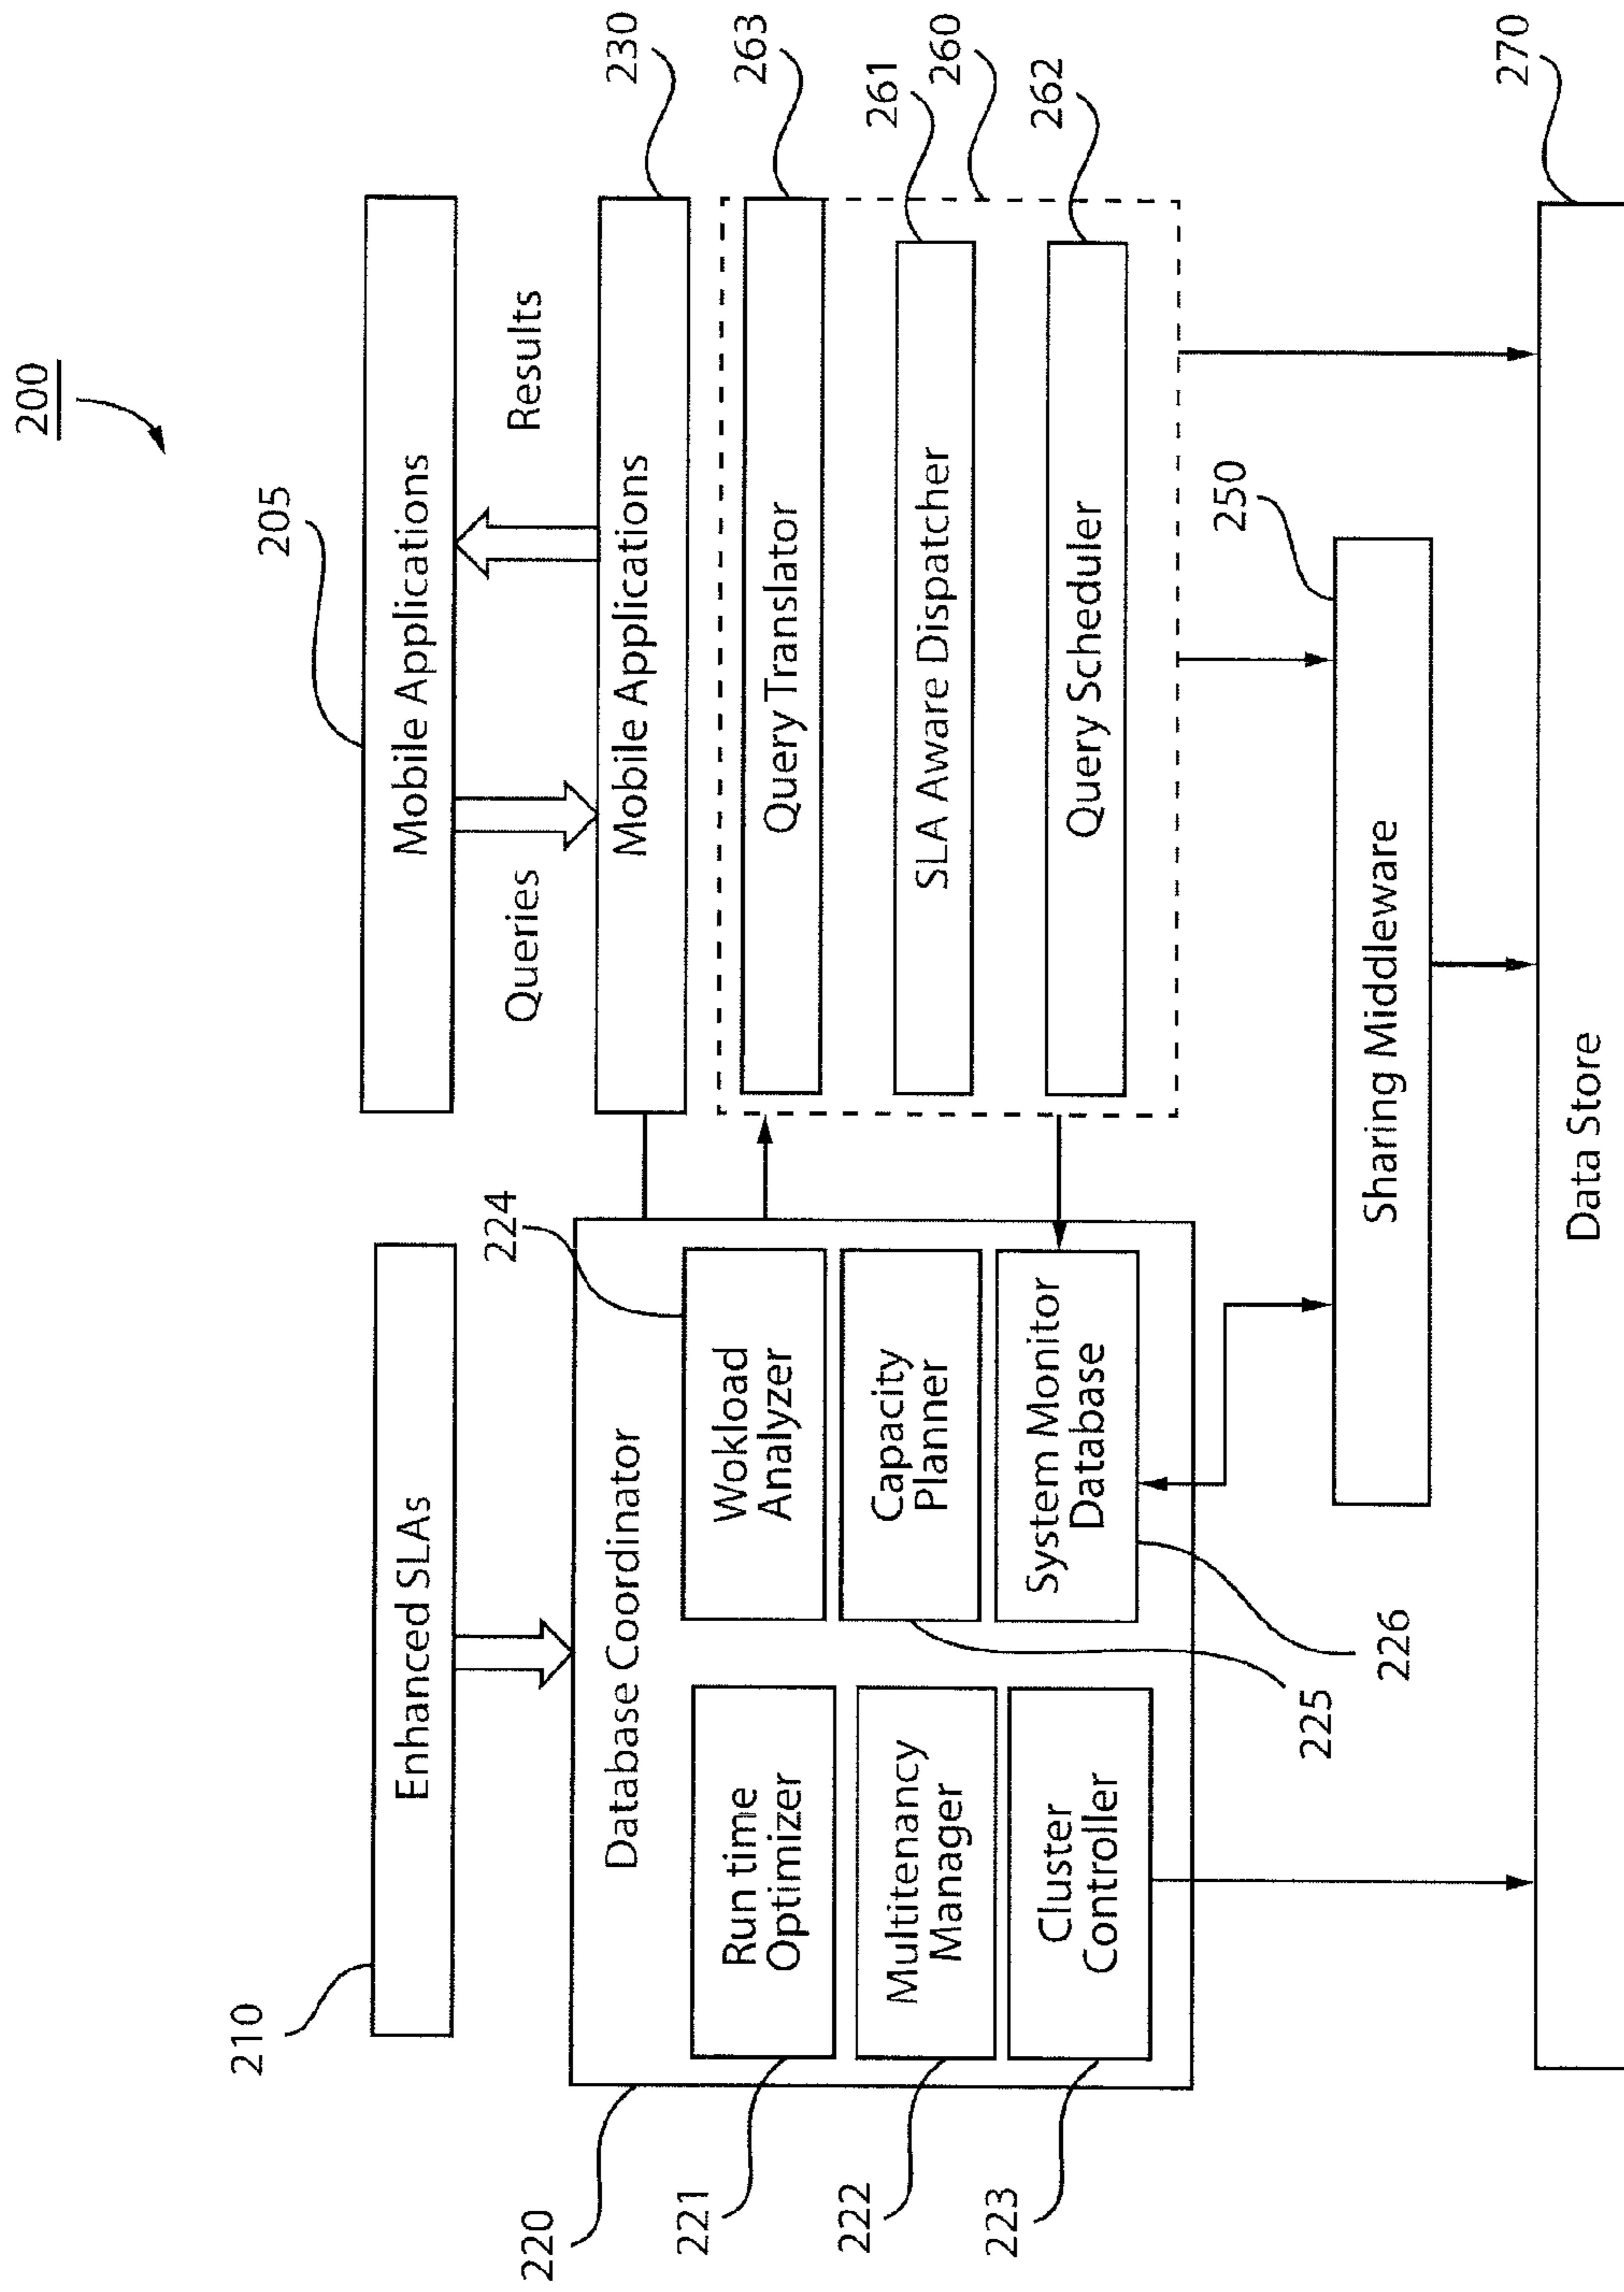 200
205
Mobile Applications
Queries
Results
Mobile Applications
230
263
Query Translator
261
SLA Aware Dispatcher
260
Query Scheduler
262
210
Enhanced SLAs
220
Database Coordinator
224
221
Run time
Optimizer
Wokload
Analyzer
222
Multitenancy
Manager
Capacity
Planner
223
Cluster
Controller
System Monitor
Database
225
226
250
Sharing Middleware
270
Data Store